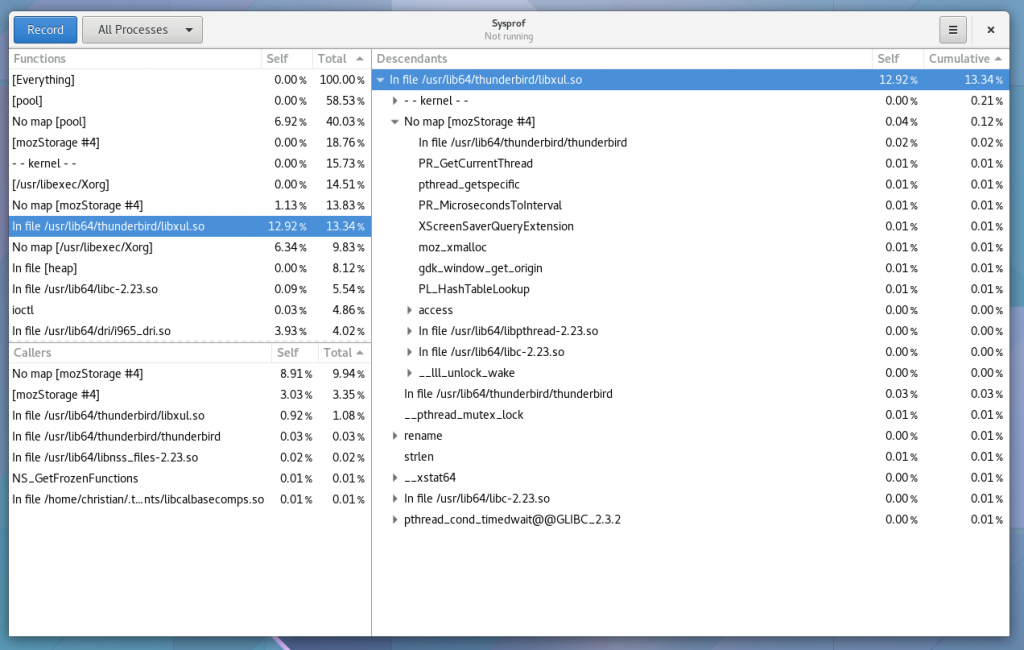 Record All Processes Sysprof
Not running
Functions Self Total
[Everything] 0.00 % 100.00 %
[pool] 0.00 % 58.53 %
No map [pool] 6.92 % 40.03 %
[mozStorage #4] 0.00 % 18.76 %
- - kernel - - 0.00 % 15.73 %
[/usr/libexec/Xorg] 0.00 % 14.51 %
No map [mozStorage #4] 1.13 % 13.83 %
In file /usr/lib64/thunderbird/libxul.so 12.92 % 13.34 %
No map [/usr/libexec/Xorg] 6.34 % 9.83 %
In file [heap] 0.00 % 8.12 %
In file /usr/lib64/libc-2.23.so 0.09 % 5.54 %
ioctl 0.03 % 4.86 %
In file /usr/lib64/dri/i965_dri.so 3.93 % 4.02 %
Callers Self Total
No map [mozStorage #4] 8.91 % 9.94 %
[mozStorage #4] 3.03 % 3.35 %
In file /usr/lib64/thunderbird/libxul.so 0.92 % 1.08 %
In file /usr/lib64/thunderbird/thunderbird 0.03 % 0.03 %
In file /usr/lib64/libnss_files-2.23.so 0.02 % 0.02 %
NS_GetFrozenFunctions 0.01 % 0.01 %
In file /home/christian/.t...nts/libcalbasecomps.so 0.01 % 0.01 %
Descendants Self Cumulative
In file /usr/lib64/thunderbird/libxul.so 12.92 % 13.34 %
- - kernel - - 0.00 % 0.21 %
No map [mozStorage #4] 0.04 % 0.12 %
In file /usr/lib64/thunderbird/thunderbird 0.02 % 0.02 %
PR_GetCurrentThread 0.01 % 0.01 %
pthread_getspecific 0.01 % 0.01 %
PR_MicrosecondsToInterval 0.01 % 0.01 %
XScreenSaverQueryExtension 0.01 % 0.01 %
moz_xmalloc 0.01 % 0.01 %
gdk_window_get_origin 0.01 % 0.01 %
PL_HashTableLookup 0.01 % 0.01 %
access 0.00 % 0.00 %
In file /usr/lib64/libpthread-2.23.so 0.00 % 0.00 %
In file /usr/lib64/libc-2.23.so 0.00 % 0.00 %
__lll_unlock_wake 0.00 % 0.00 %
In file /usr/lib64/thunderbird/thunderbird 0.03 % 0.03 %
__pthread_mutex_lock 0.01 % 0.01 %
rename 0.00 % 0.01 %
strlen 0.01 % 0.01 %
__xstat64 0.00 % 0.01 %
In file /usr/lib64/libc-2.23.so 0.00 % 0.01 %
pthread_cond_timedwait@@GLIBC_2.3.2 0.00 % 0.01 %